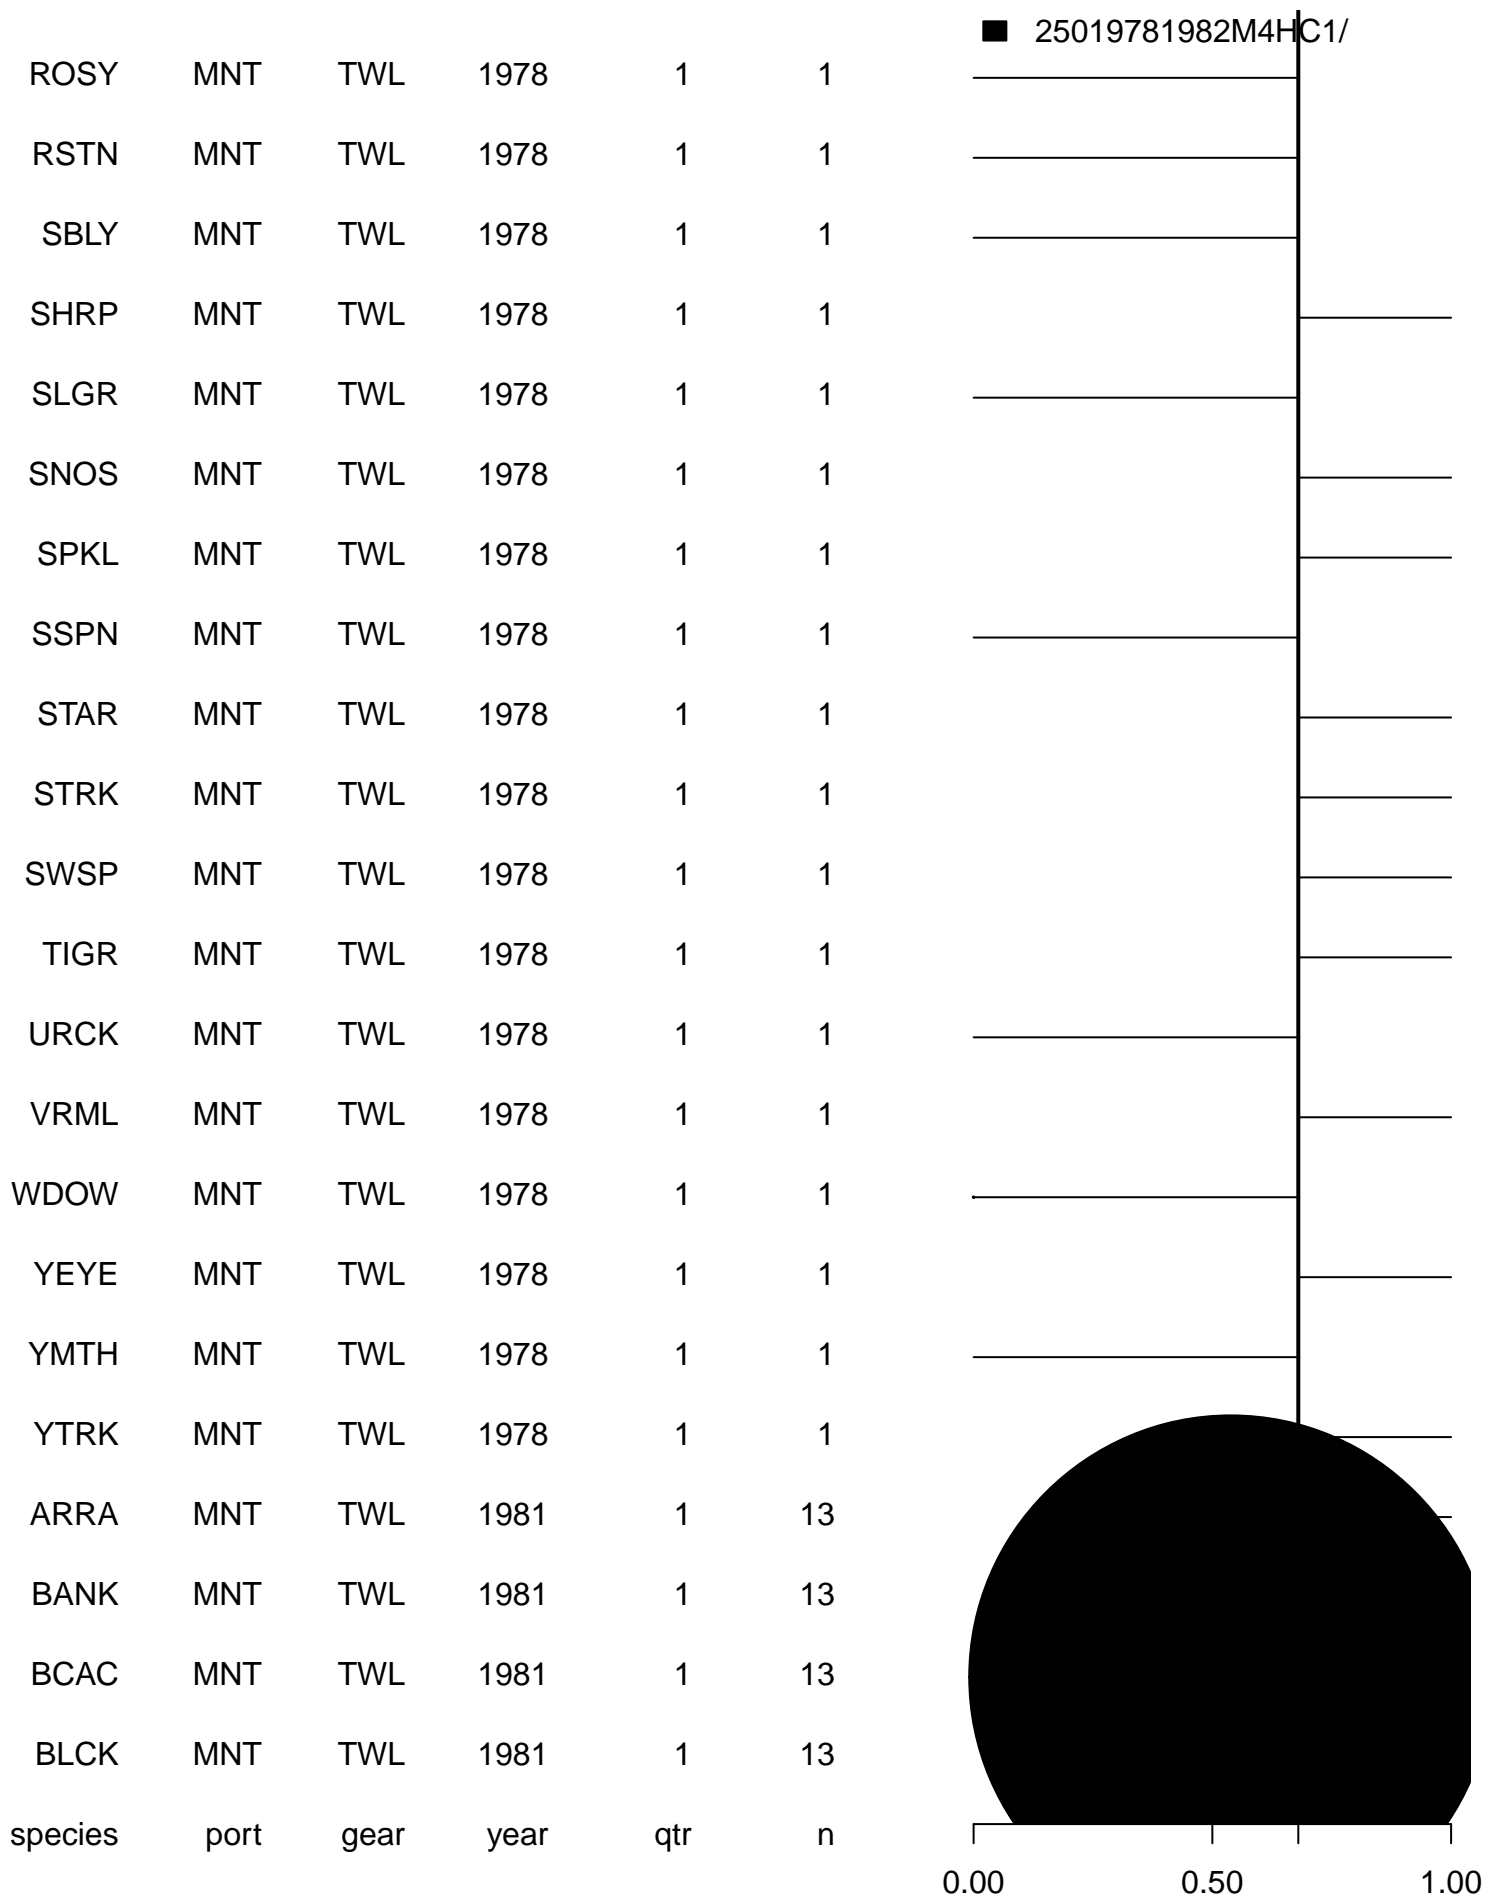 25019781982M4HC1/
ROSY MNT TWL 1978 1 1
RSTN MNT TWL 1978 1 1
SBLY MNT TWL 1978 1 1
SHRP MNT TWL 1978 1 1
SLGR MNT TWL 1978 1 1
SNOS MNT TWL 1978 1 1
SPKL MNT TWL 1978 1 1
SSPN MNT TWL 1978 1 1
STAR MNT TWL 1978 1 1
STRK MNT TWL 1978 1 1
SWSP MNT TWL 1978 1 1
TIGR MNT TWL 1978 1 1
URCK MNT TWL 1978 1 1
VRML MNT TWL 1978 1 1
WDOW MNT TWL 1978 1 1
YEYE MNT TWL 1978 1 1
YMTH MNT TWL 1978 1 1
YTRK MNT TWL 1978 1 1
ARRA MNT TWL 1981 1 13
BANK MNT TWL 1981 1 13
BCAC MNT TWL 1981 1 13
BLCK MNT TWL 1981 1 13
species port gear year qtr n
0.00 0.50 1.00